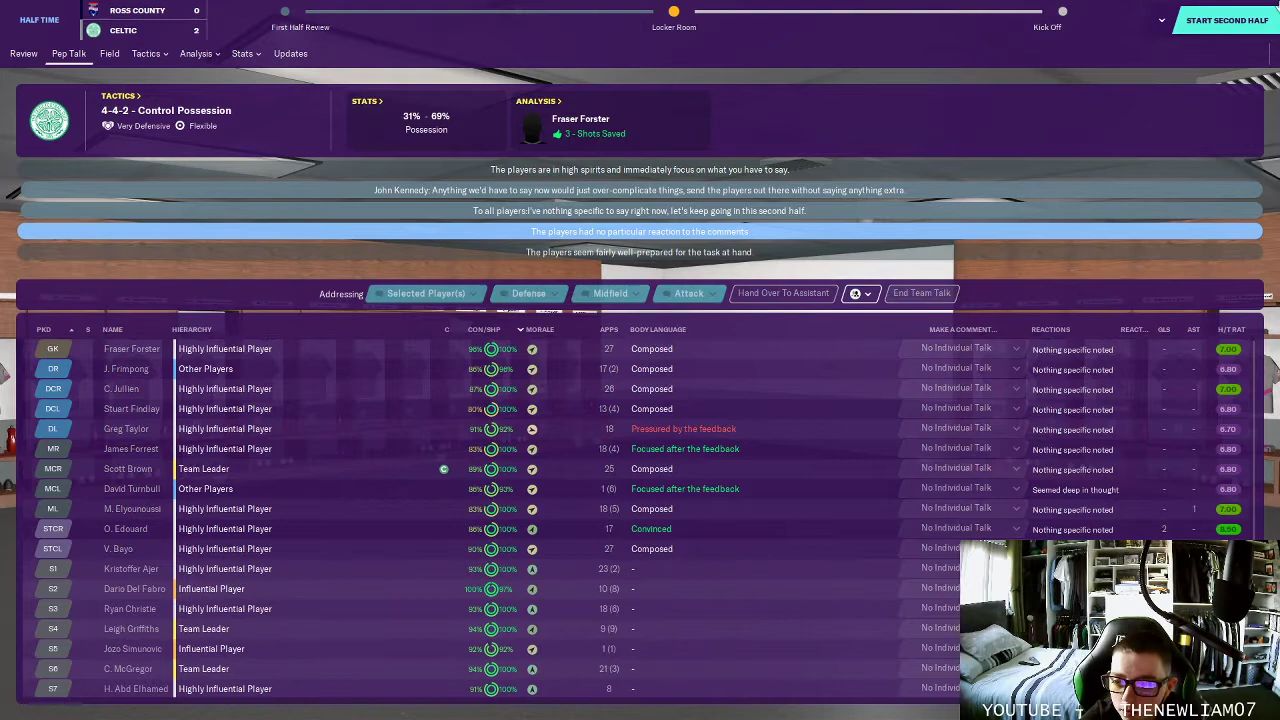 HALF TIME
ROSS COUNTY 0
CELTIC 2
First Half Review
Locker Room
Kick Off
START SECOND HALF
Review Pep Talk Field Tactics Analysis Stats Updates
TACTICS >
4-4-2 - Control Possession
Very Defensive Flexible
STATS >
31% - 69%
Possession
ANALYSIS >
Fraser Forster
3 - Shots Saved
The players are in high spirits and immediately focus on what you have to say.
John Kennedy: Anything we'd have to say now would just over-complicate things, send the players out there without saying anything extra.
To all players:I've nothing specific to say right now, let's keep going in this second half.
The players had no particular reaction to the comments
The players seem fairly well-prepared for the task at hand.
Addressing Selected Player(s) Defense Midfield Attack Hand Over To Assistant End Team Talk
PKD S NAME HIERARCHY C CON/SHP MORALE APPS BODY LANGUAGE MAKE A COMMENT... REACTIONS REACT... GLS AST H/T RAT
GK Fraser Forster Highly Influential Player 96% 100% 27 Composed No Individual Talk Nothing specific noted - - 7.00
DR J. Frimpong Other Players 86% 96% 17 (2) Composed No Individual Talk Nothing specific noted - - 6.80
DCR C. Jullien Highly Influential Player 87% 100% 26 Composed No Individual Talk Nothing specific noted - - 7.00
DCL Stuart Findlay Highly Influential Player 80% 100% 13 (4) Composed No Individual Talk Nothing specific noted - - 6.80
DL Greg Taylor Highly Influential Player 91% 92% 18 Pressured by the feedback No Individual Talk Nothing specific noted - - 6.70
MR James Forrest Highly Influential Player 83% 100% 18 (4) Focused after the feedback No Individual Talk Nothing specific noted - - 6.80
MCR Scott Brown Team Leader C 89% 100% 25 Composed No Individual Talk Nothing specific noted - - 6.80
MCL David Turnbull Other Players 86% 93% 1 (6) Focused after the feedback No Individual Talk Seemed deep in thought - - 6.80
ML M. Elyounoussi Highly Influential Player 83% 100% 18 (5) Composed No Individual Talk Nothing specific noted - 1 7.00
STCR O. Edouard Highly Influential Player 86% 100% 17 Convinced No Individual Talk Nothing specific noted 2 - 8.50
STCL V. Bayo Highly Influential Player 90% 100% 27 Composed No Individ
S1 Kristoffer Ajer Highly Influential Player 93% 100% 23 (2) - No Individ
S2 Dario Del Fabro Influential Player 100% 97% 10 (8) - No Individ
S3 Ryan Christie Highly Influential Player 93% 100% 18 (6) - No Individ
S4 Leigh Griffiths Team Leader 94% 100% 9 (9) - No Individ
S5 Jozo Simunovic Influential Player 92% 92% 1 (1) - No Individ
S6 C. McGregor Team Leader 94% 100% 21 (3) - No Individ
S7 H. Abd Elhamed Highly Influential Player 91% 100% 8 - No Individ
YOUTUBE - THENEWLIAM07